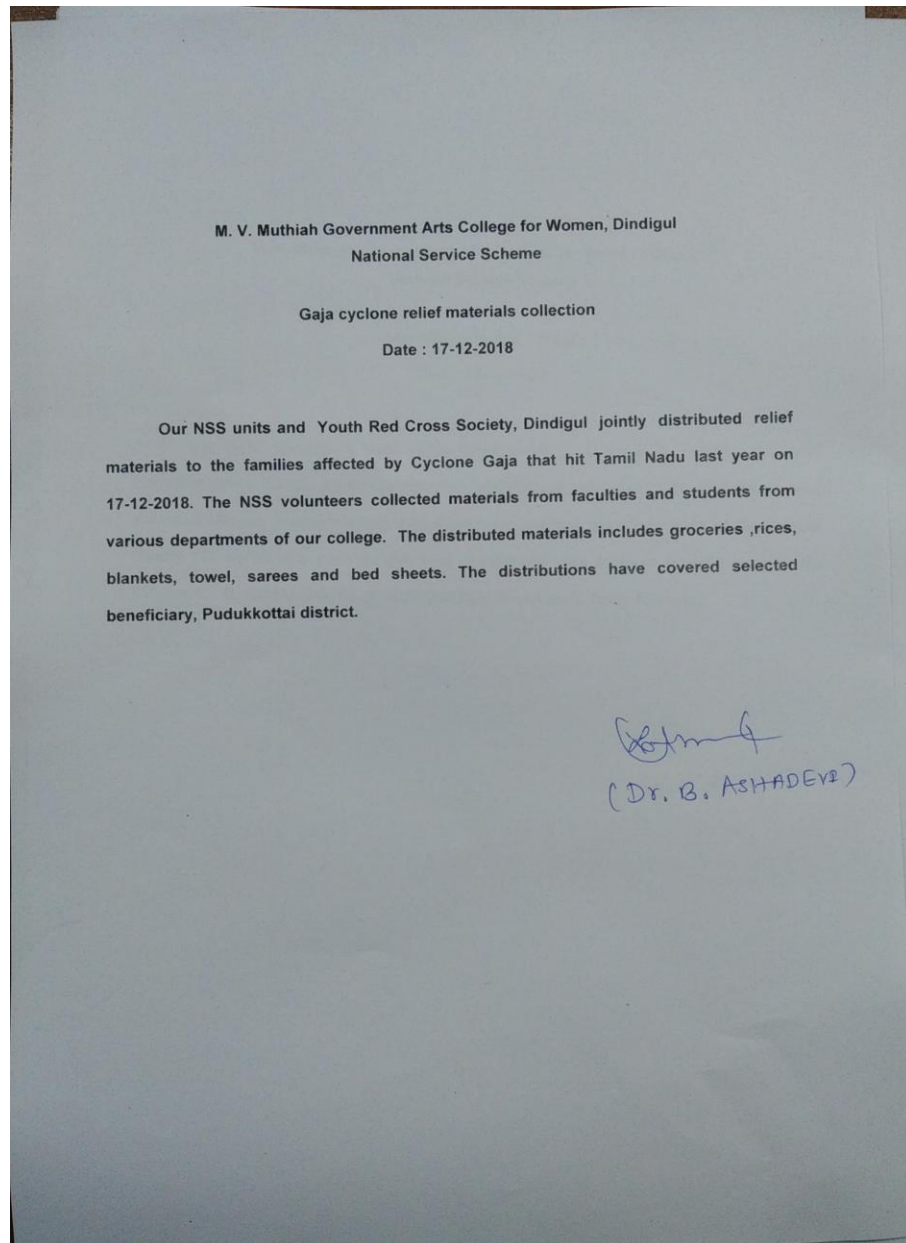 M. V. Muthiah Government Arts College for Women, Dindigul
National Service Scheme
Gaja cyclone relief materials collection
Date : 17-12-2018
Our NSS units and Youth Red Cross Society, Dindigul jointly distributed relief
materials to the families affected by Cyclone Gaja that hit Tamil Nadu last year on
17-12-2018. The NSS volunteers collected materials from faculties and students from
various departments of our college. The distributed materials includes groceries ,rices,
blankets, towel, sarees and bed sheets. The distributions have covered selected
beneficiary, Pudukkottai district.
(Dr. B. ASHADEVI)